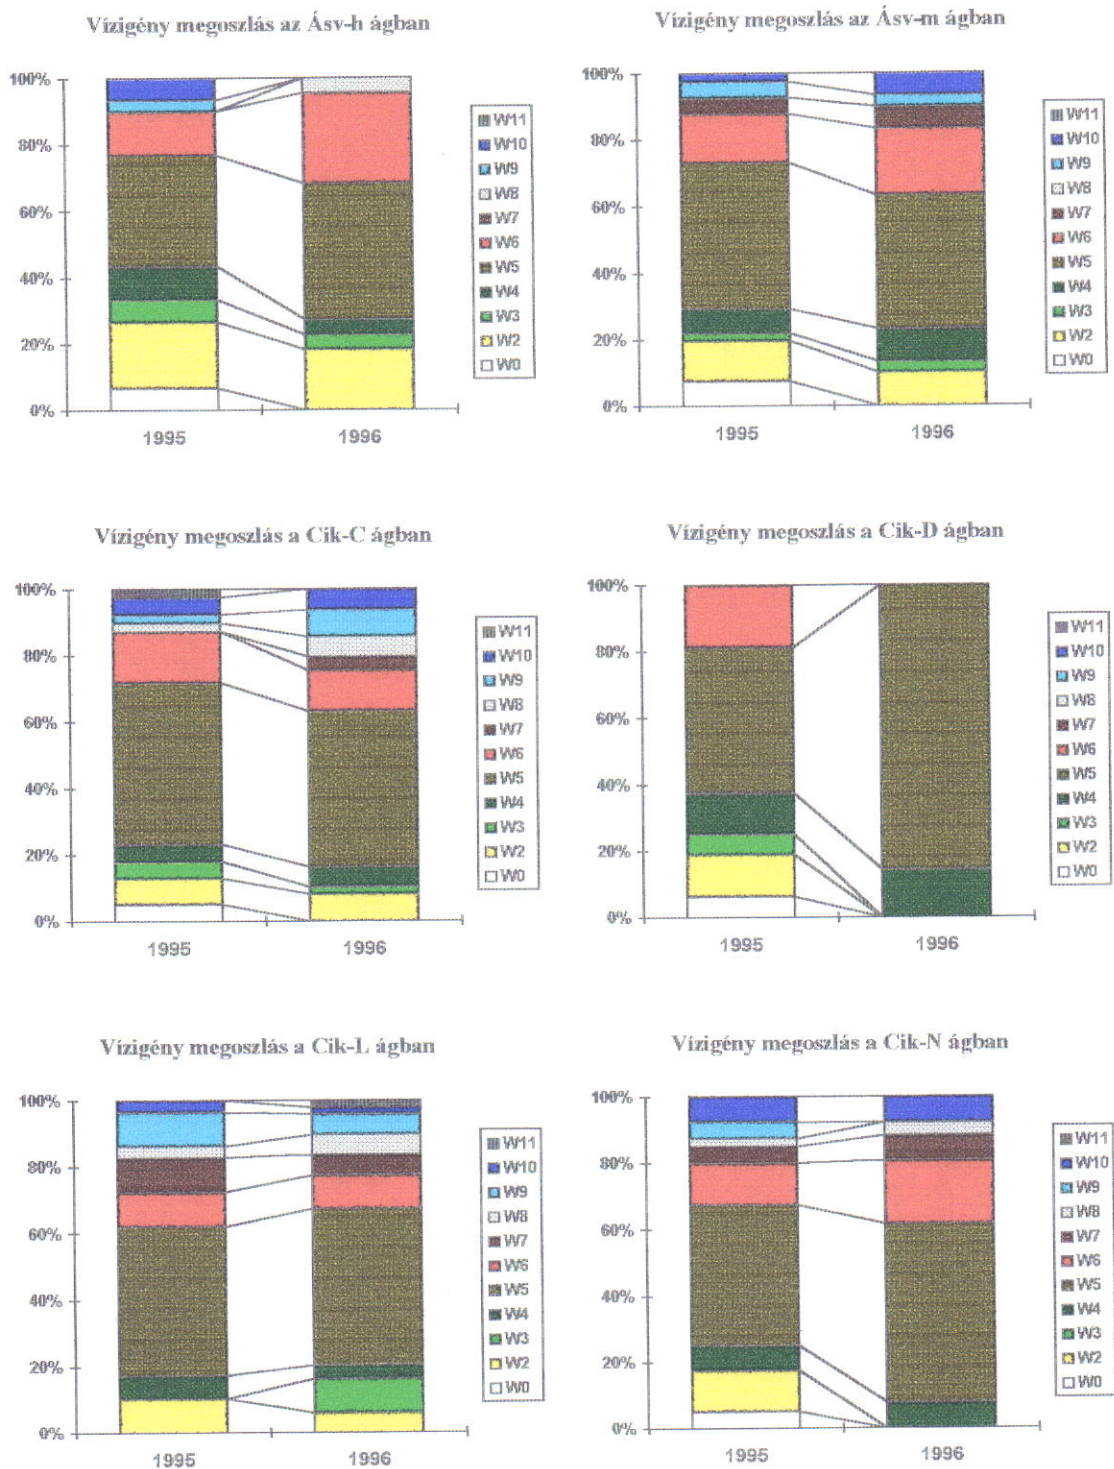 Vízigény megoszlás az Ásv-h ágban
100%
80%
60%
40%
20%
0%
1995
1996
W11
W10
W9
W8
W7
W6
W5
W4
W3
W2
W0
Vízigény megoszlás az Ásv-m ágban
100%
80%
60%
40%
20%
0%
1995
1996
W11
W10
W9
W8
W7
W6
W5
W4
W3
W2
W0
Vízigény megoszlás a Cik-C ágban
100%
80%
60%
40%
20%
0%
1995
1996
W11
W10
W9
W8
W7
W6
W5
W4
W3
W2
W0
Vízigény megoszlás a Cik-D ágban
100%
80%
60%
40%
20%
0%
1995
1996
W11
W10
W9
W8
W7
W6
W5
W4
W3
W2
W0
Vízigény megoszlás a Cik-L ágban
100%
80%
60%
40%
20%
0%
1995
1996
W11
W10
W9
W8
W7
W6
W5
W4
W3
W2
W0
Vízigény megoszlás a Cik-N ágban
100%
80%
60%
40%
20%
0%
1995
1996
W11
W10
W9
W8
W7
W6
W5
W4
W3
W2
W0